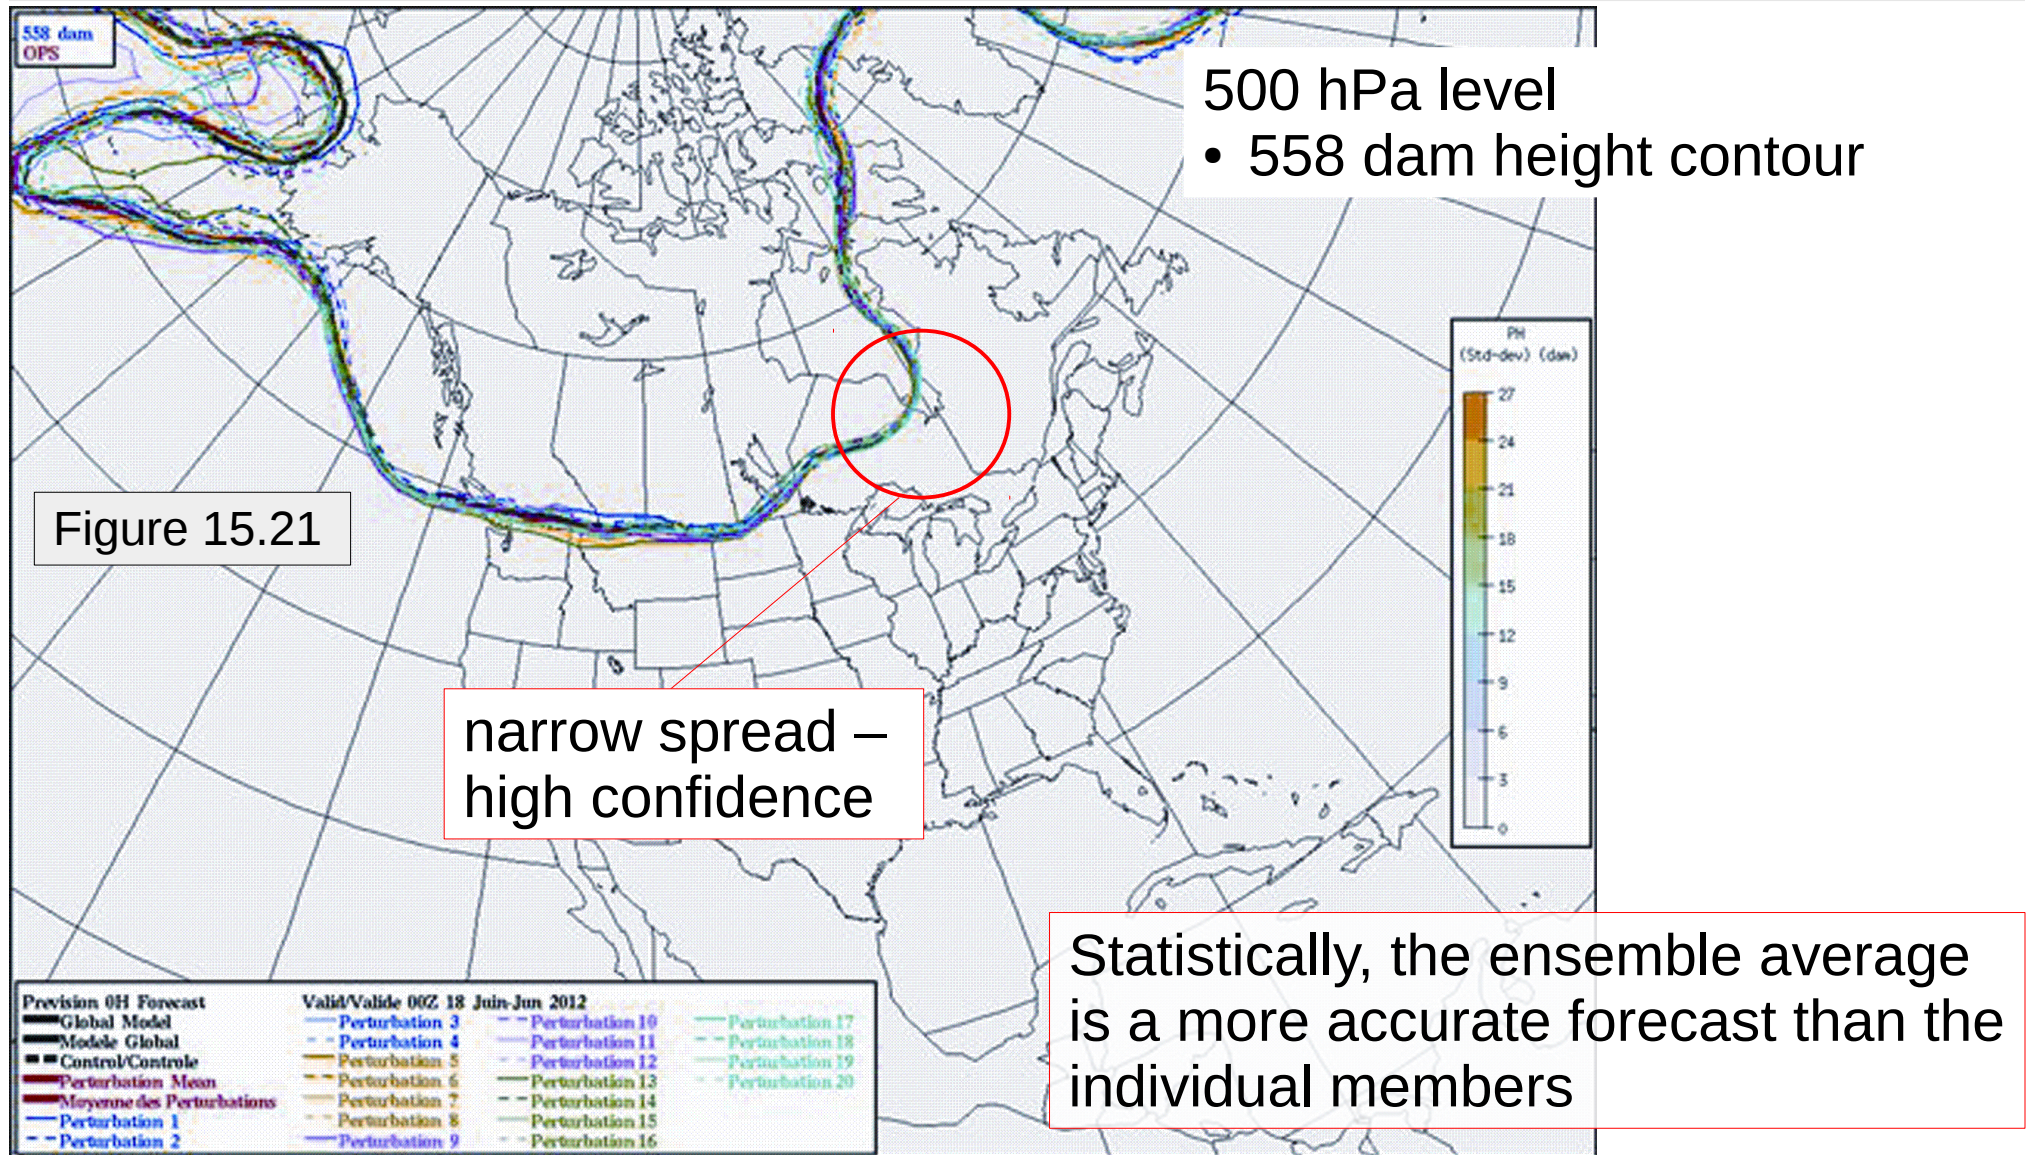 558 dam
OPS
500 hPa level
• 558 dam height contour
PH
(Std-dev) (dam)
27
24
21
18
15
12
9
6
3
0
Figure 15.21
narrow spread –
high confidence
Statistically, the ensemble average
is a more accurate forecast than the
individual members
Prevision 0H Forecast
Valid/Valide 00Z 18 Juin-Jun 2012
Global Model
Modele Global
Control/Controle
Perturbation Mean
Moyenne des Perturbations
Perturbation 1
Perturbation 2
Perturbation 3
Perturbation 4
Perturbation 5
Perturbation 6
Perturbation 7
Perturbation 8
Perturbation 9
Perturbation 10
Perturbation 11
Perturbation 12
Perturbation 13
Perturbation 14
Perturbation 15
Perturbation 16
Perturbation 17
Perturbation 18
Perturbation 19
Perturbation 20